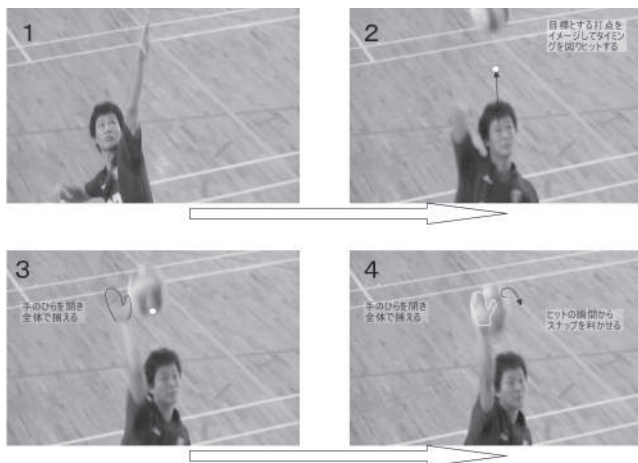 1
2
目標とする打点を
イメージしてタイミン
グを図りヒットする
3
手のひらを開き
全体で捕える
4
手のひらを開き
全体で捕える
ヒットの瞬間から
スナップを利かせる